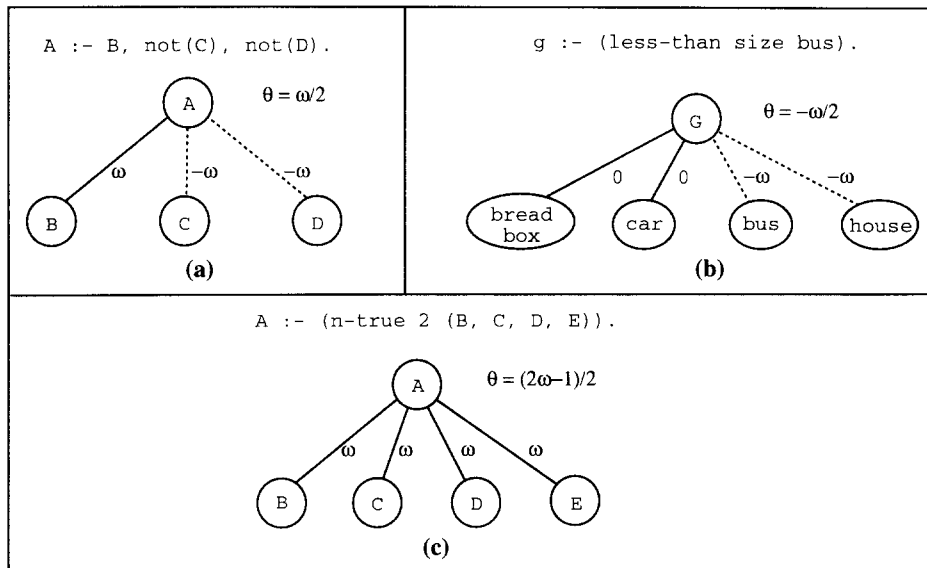 A :- B, not(C), not(D).
A
θ = ω/2
ω
−ω
−ω
B
C
D
(a)
g :- (less-than size bus).
G
θ = −ω/2
0
0
−ω
−ω
bread
box
car
bus
house
(b)
A :- (n-true 2 (B, C, D, E)).
A
θ = (2ω−1)/2
ω
ω
ω
ω
B
C
D
E
(c)